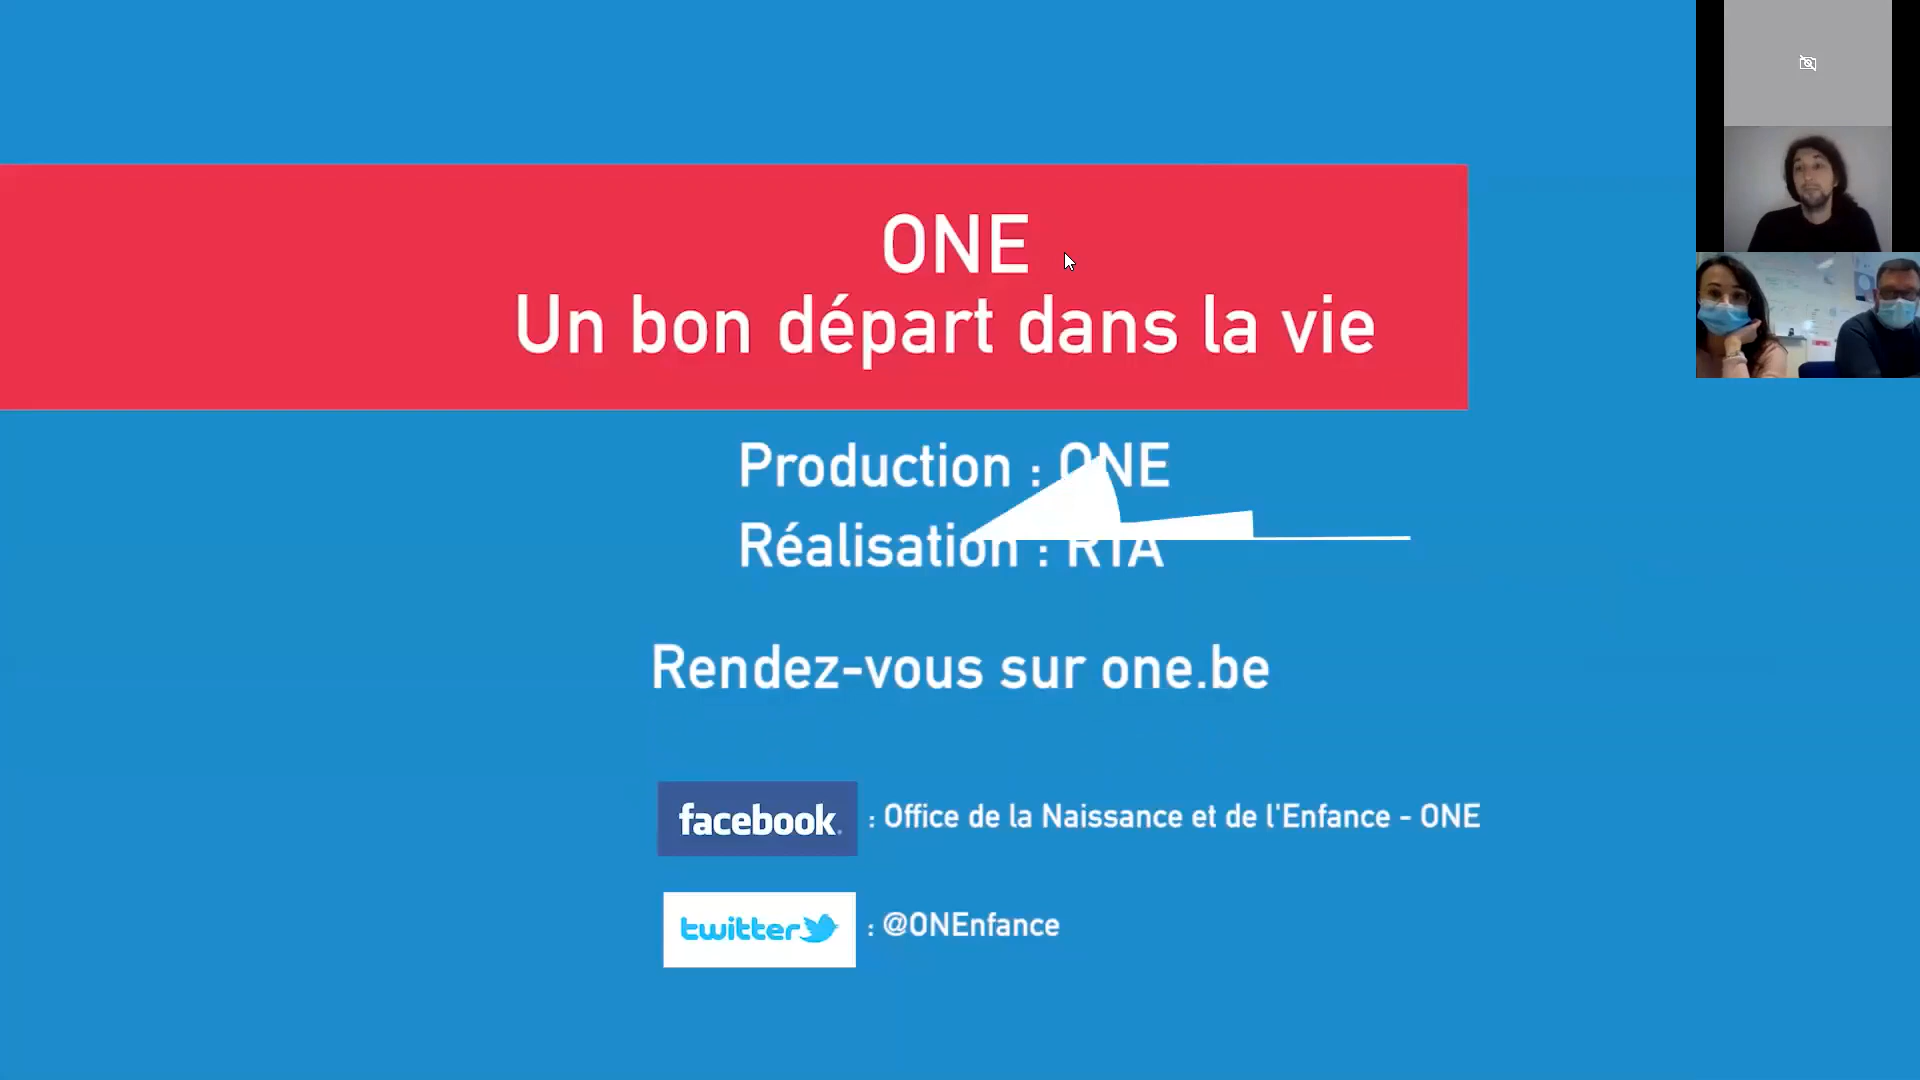 ONE
Un bon départ dans la vie
Production : ONE
Réalisation : RTA
Rendez-vous sur one.be
facebook. : Office de la Naissance et de l'Enfance - ONE
twitter : @ONEnfance